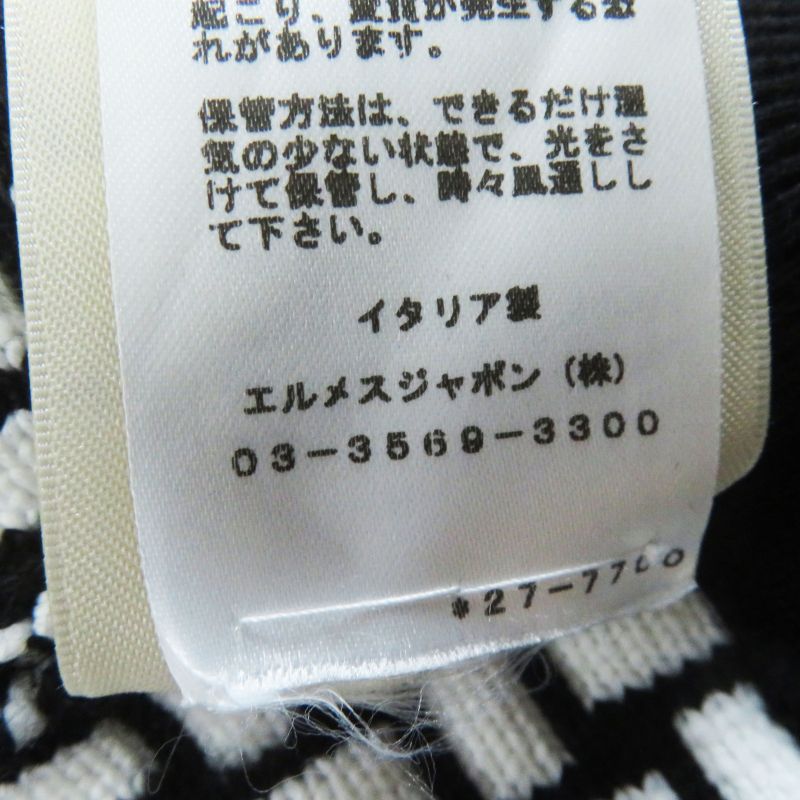 起こり、変質が発生する恐
れがあります。
保管方法は、できるだけ湿
気の少ない状態で、光をさ
けて保管し、時々風通しし
て下さい。
イタリア製
エルメスジャポン(株)
03-3569-3300
*27-7760